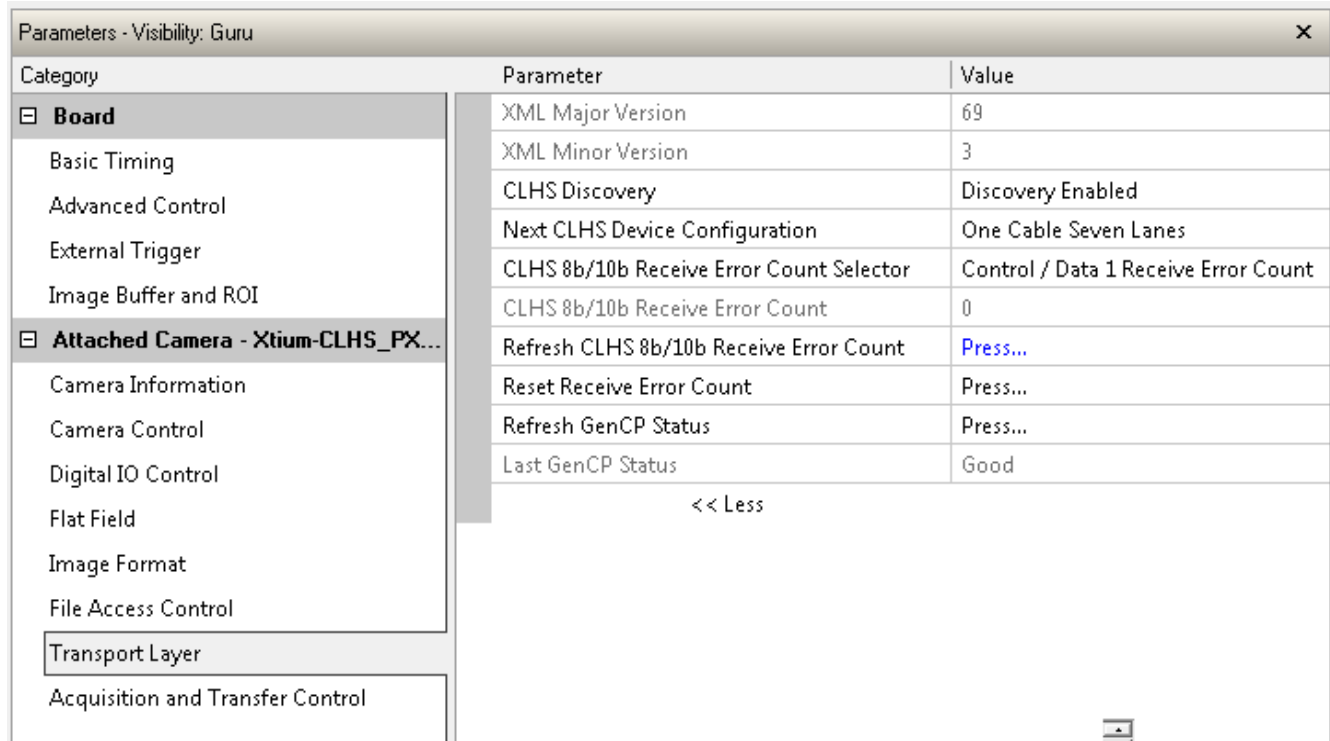 Parameters - Visibility: Guru
Category
Board
Basic Timing
Advanced Control
External Trigger
Image Buffer and ROI
Attached Camera - Xtium-CLHS_PX...
Camera Information
Camera Control
Digital IO Control
Flat Field
Image Format
File Access Control
Transport Layer
Acquisition and Transfer Control
Parameter Value
XML Major Version 69
XML Minor Version 3
CLHS Discovery Discovery Enabled
Next CLHS Device Configuration One Cable Seven Lanes
CLHS 8b/10b Receive Error Count Selector Control / Data 1 Receive Error Count
CLHS 8b/10b Receive Error Count 0
Refresh CLHS 8b/10b Receive Error Count Press...
Reset Receive Error Count Press...
Refresh GenCP Status Press...
Last GenCP Status Good
<< Less